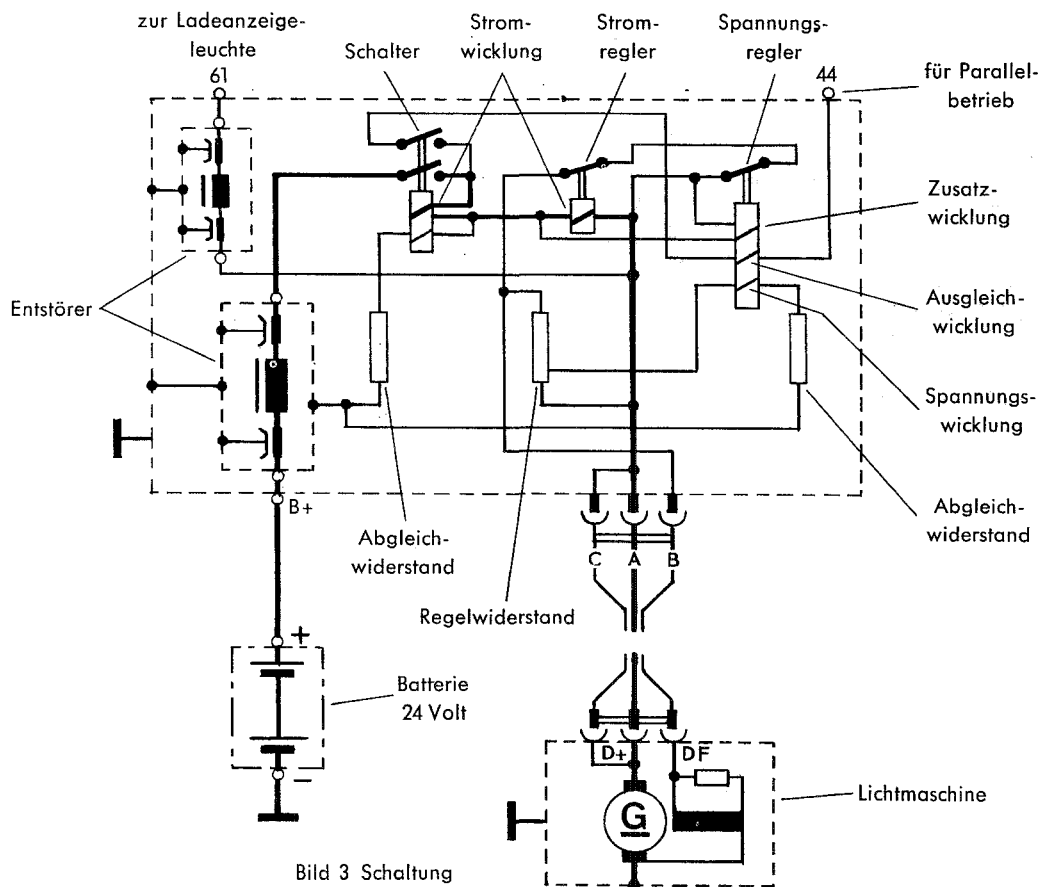 zur Ladeanzeige-
leuchte
61
Schalter
Strom-
wicklung
Strom-
regler
Spannungs-
regler
44
für Parallel-
betrieb
Zusatz-
wicklung
Ausgleich-
wicklung
Spannungs-
wicklung
Abgleich-
widerstand
Entstörer
B+
Abgleich-
widerstand
Regelwiderstand
C A B
+
Batterie
24 Volt
−
D+ DF
G
Lichtmaschine
Bild 3 Schaltung